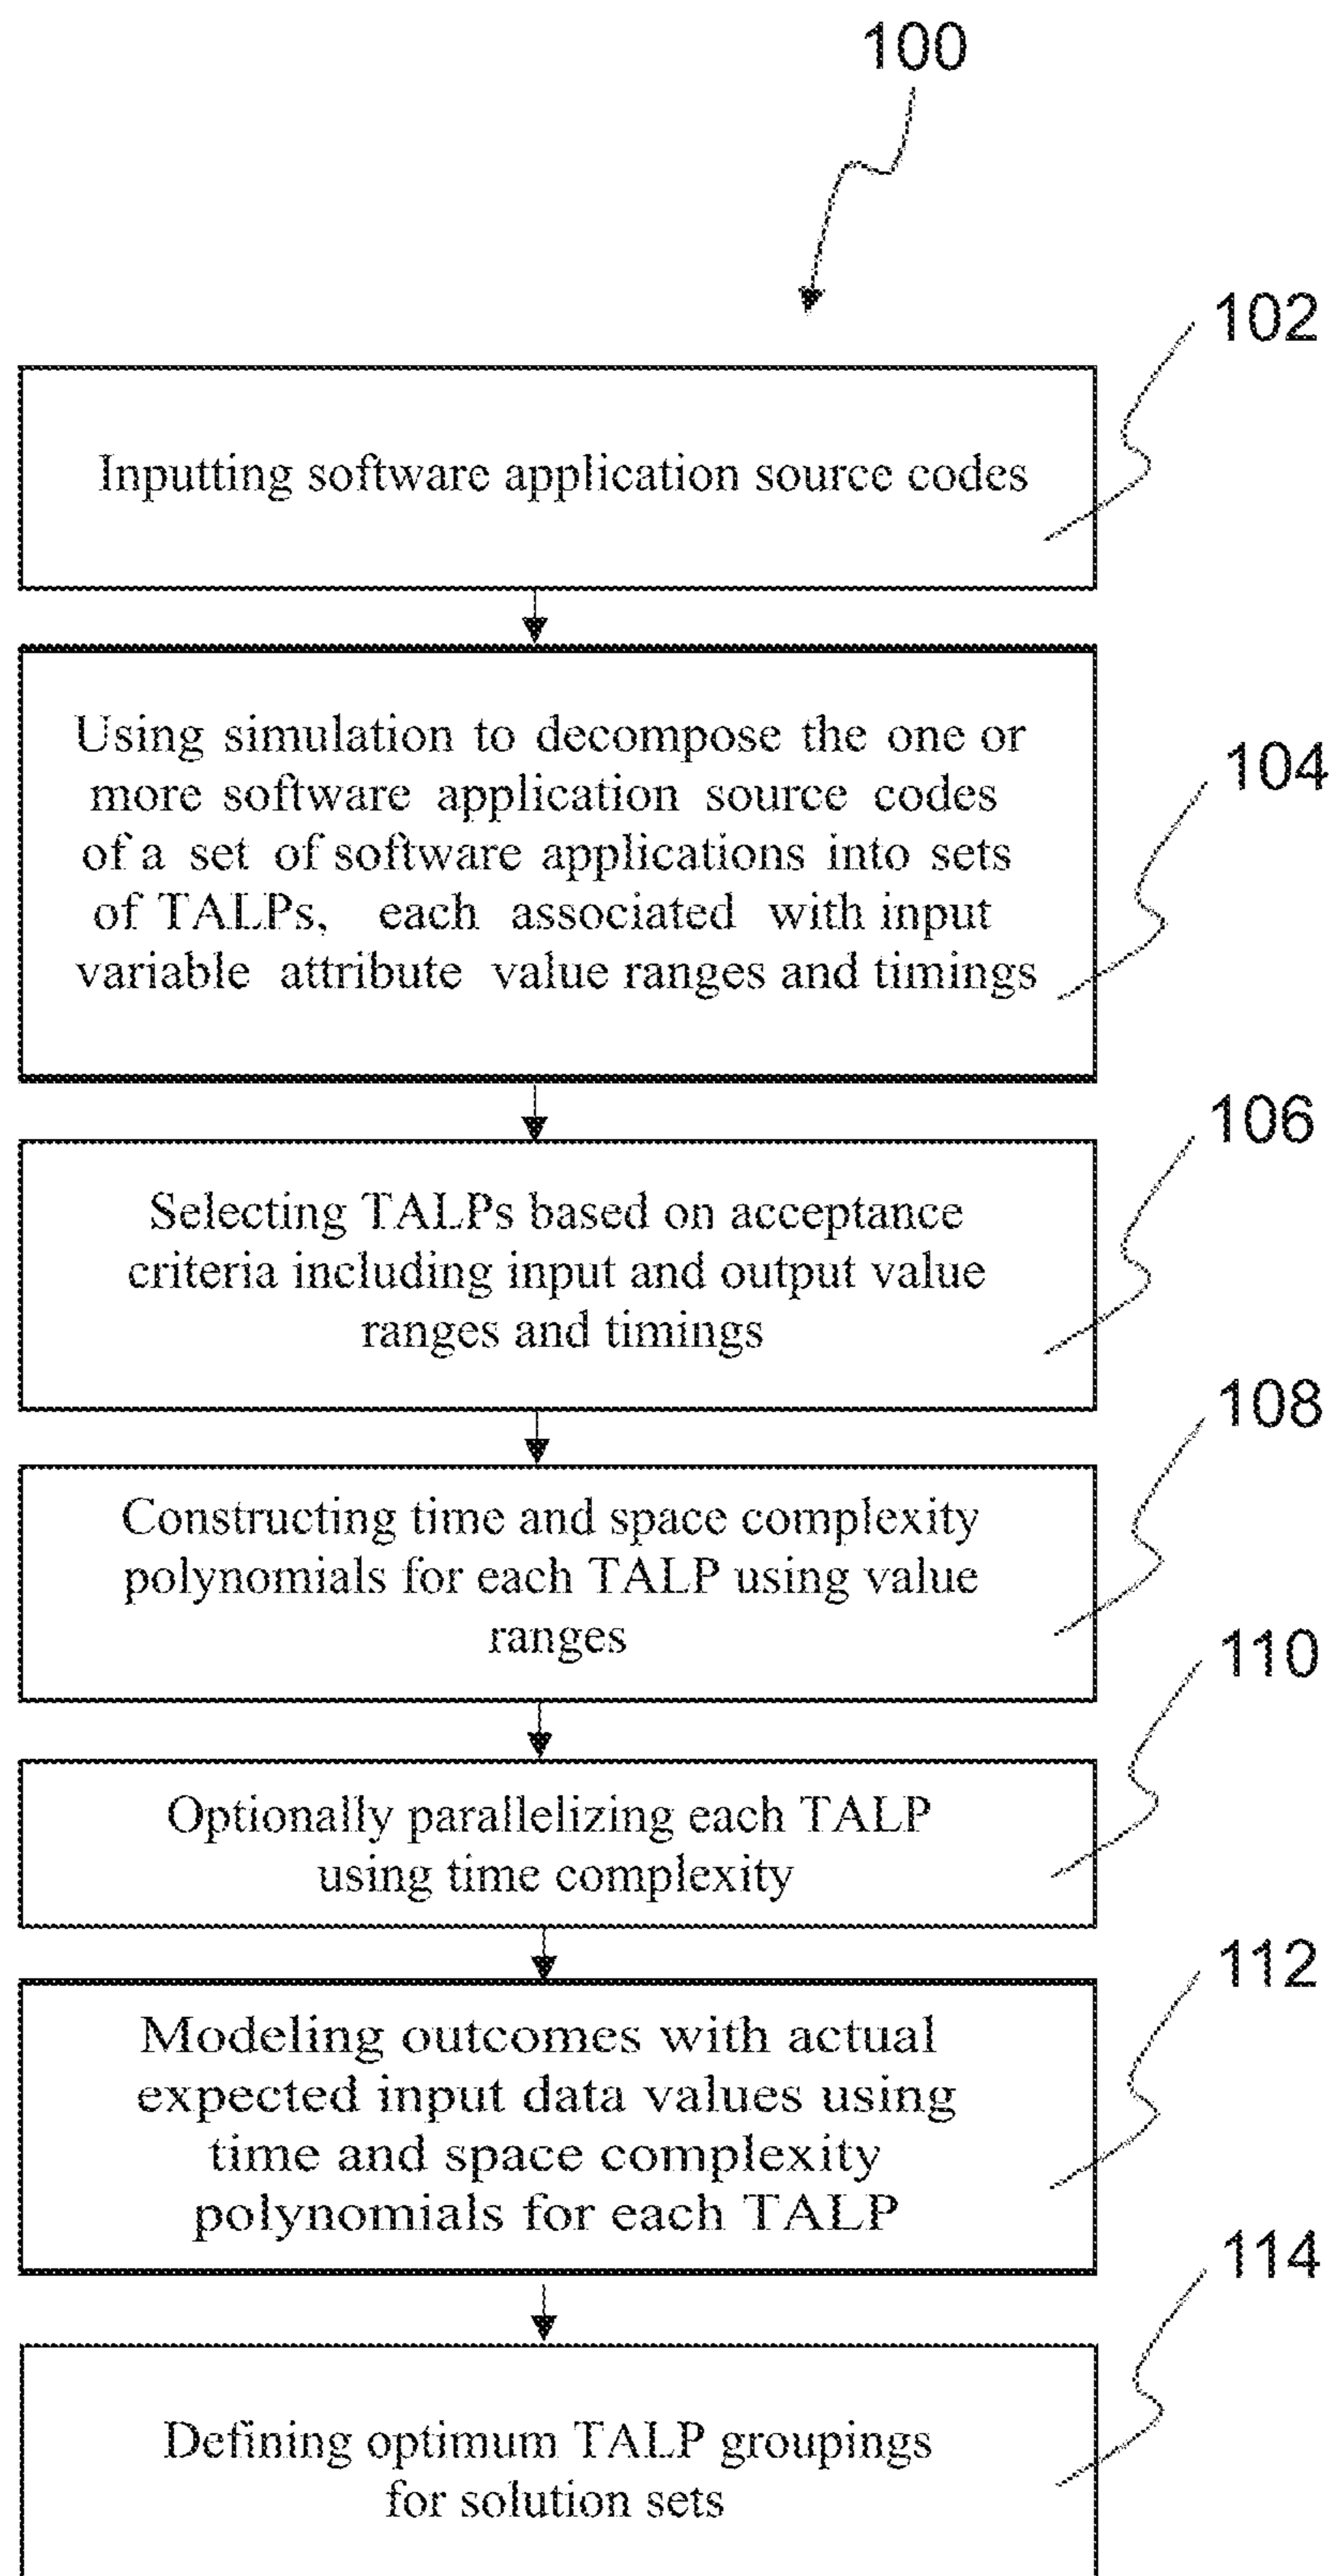 100
102
Inputting software application source codes
Using simulation to decompose the one or
more software application source codes
of a set of software applications into sets
of TALPs, each associated with input
variable attribute value ranges and timings
104
106
Selecting TALPs based on acceptance
criteria including input and output value
ranges and timings
108
Constructing time and space complexity
polynomials for each TALP using value
ranges
110
Optionally parallelizing each TALP
using time complexity
112
Modeling outcomes with actual
expected input data values using
time and space complexity
polynomials for each TALP
114
Defining optimum TALP groupings
for solution sets